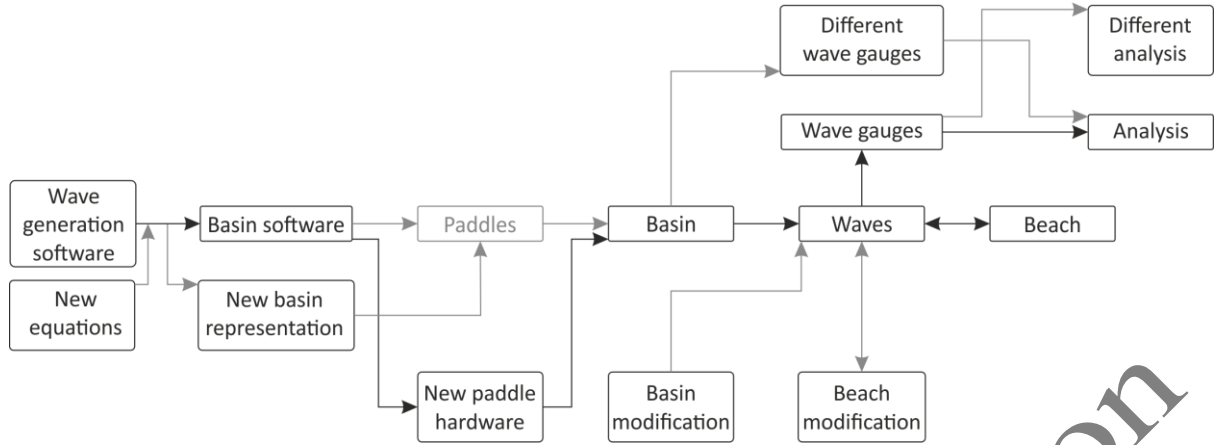 Different
wave gauges
Different
analysis
Wave gauges
Analysis
Wave
generation
software
Basin software
Paddles
Basin
Waves
Beach
New
equations
New basin
representation
New paddle
hardware
Basin
modification
Beach
modification
on